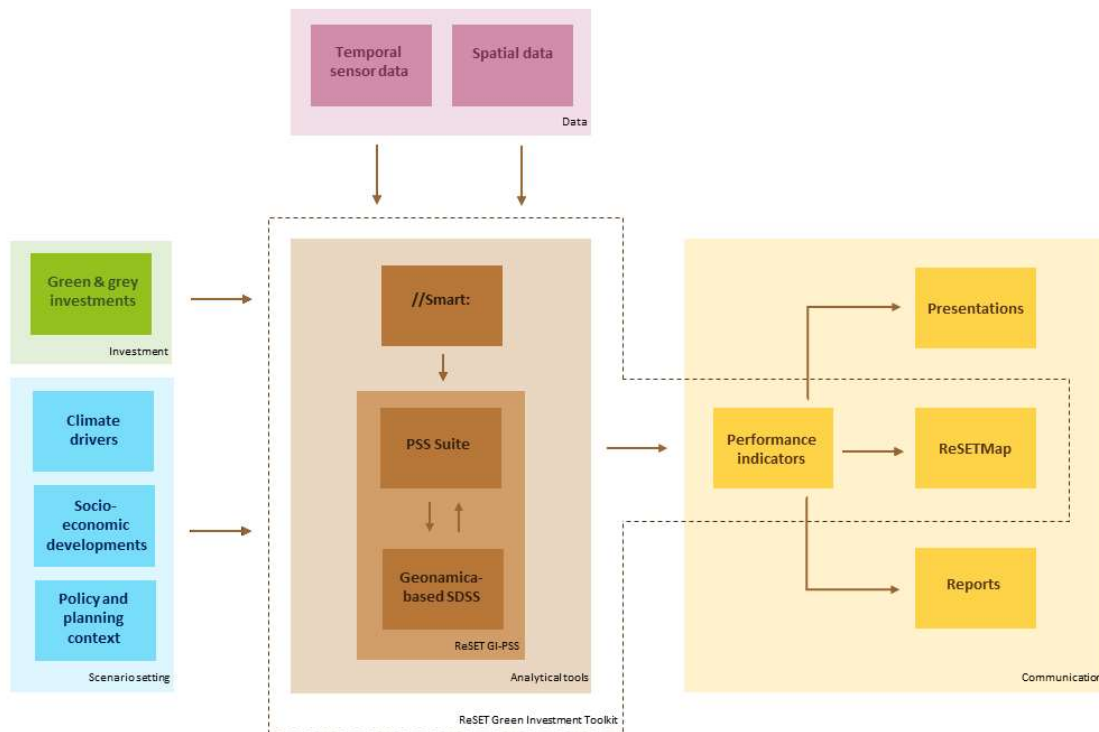 Temporal
sensor data
Spatial data
Data
Green & grey
investments
Investment
Climate
drivers
Socio-
economic
developments
Policy and
planning
context
Scenario setting
//Smart:
PSS Suite
Geonamica-
based SDSS
ReSET GI-PSS
Analytical tools
ReSET Green Investment Toolkit
Performance
indicators
Presentations
ReSETMap
Reports
Communication